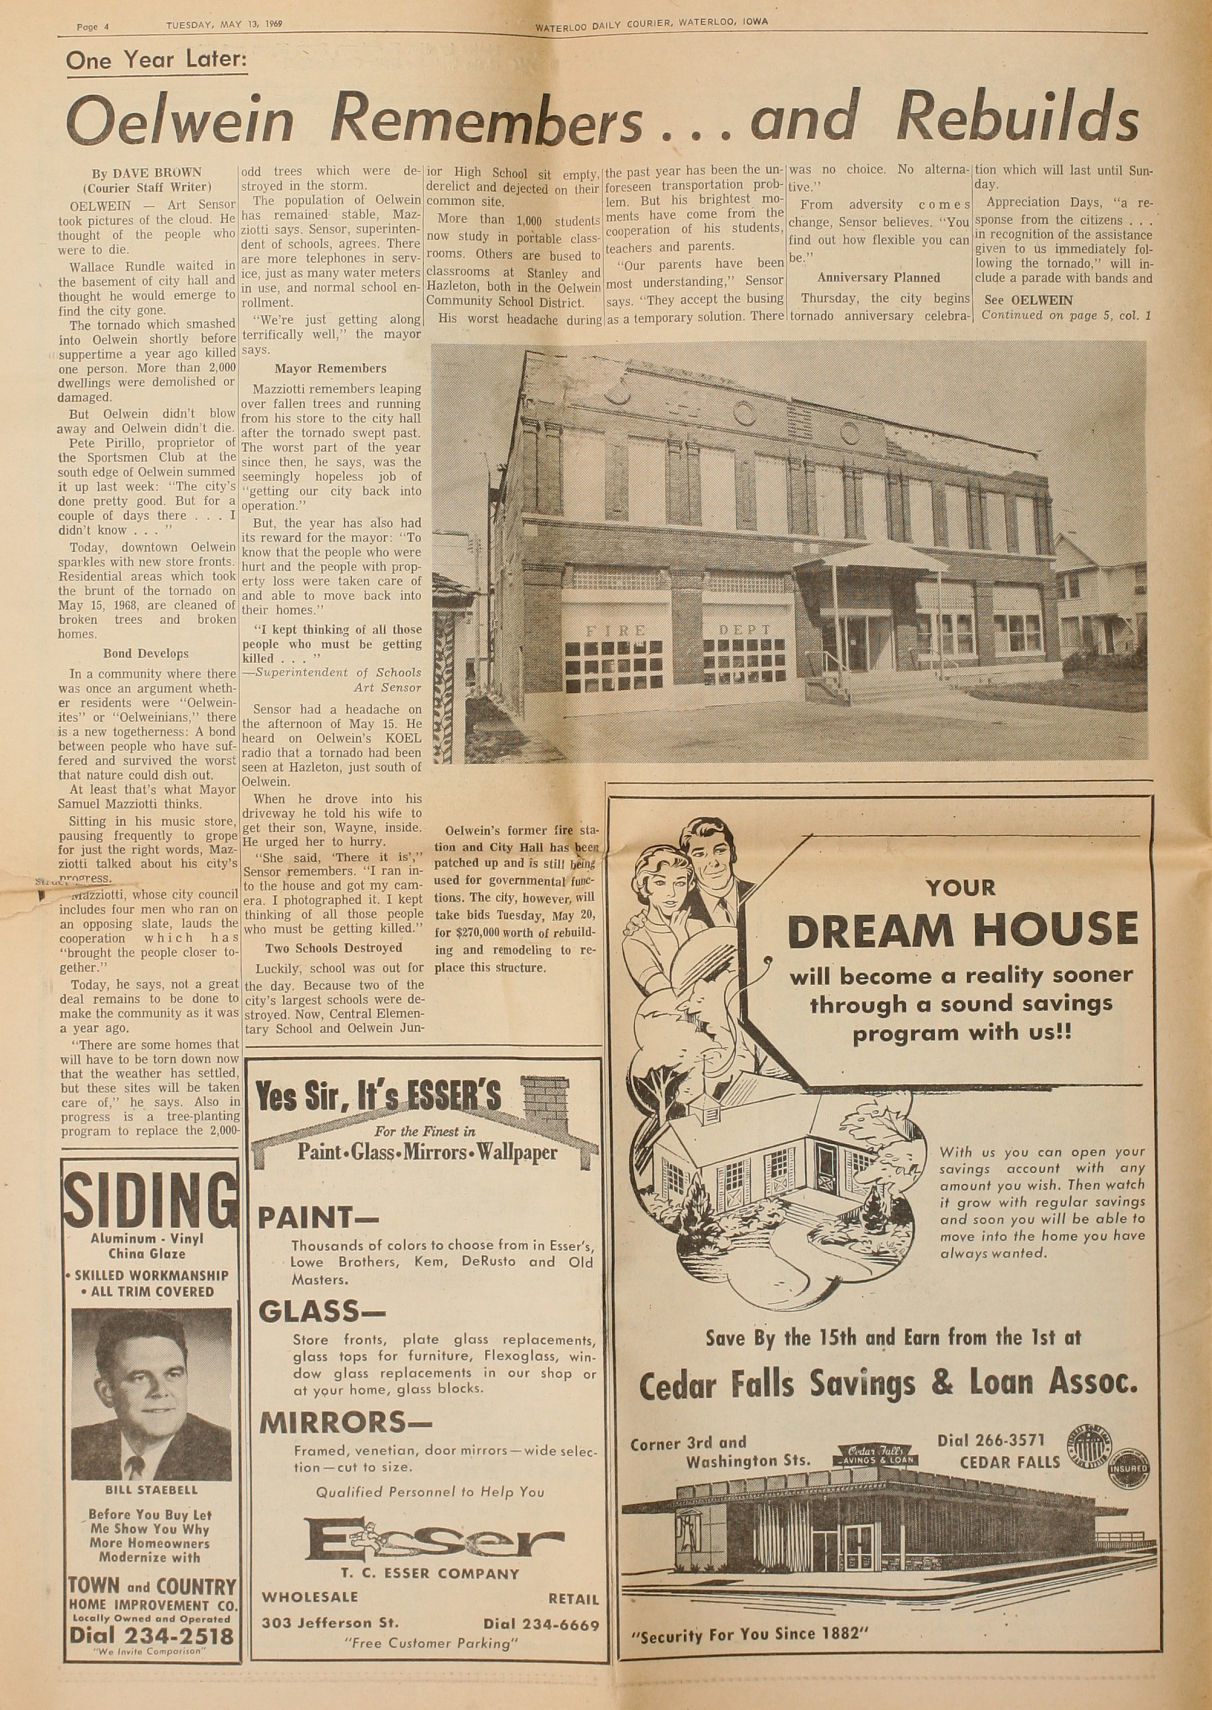 Page 4
TUESDAY, MAY 13, 1969
WATERLOO DAILY COURIER, WATERLOO, IOWA
One Year Later:
Oelwein Remembers . . . and Rebuilds
By DAVE BROWN
(Courier Staff Writer)
OELWEIN — Art Sensor
took pictures of the cloud. He
thought of the people who
were to die.
Wallace Rundle waited in
the basement of city hall and
thought he would emerge to
find the city gone.
The tornado which smashed
into Oelwein shortly before
suppertime a year ago killed
one person. More than 2,000
dwellings were demolished or
damaged.
But Oelwein didn't blow
away and Oelwein didn't die.
Pete Pirillo, proprietor of
the Sportsmen Club at the
south edge of Oelwein summed
it up last week: "The city's
done pretty good. But for a
couple of days there . . . I
didn't know . . . "
Today, downtown Oelwein
sparkles with new store fronts.
Residential areas which took
the brunt of the tornado on
May 15, 1968, are cleaned of
broken trees and broken
homes.
Bond Develops
In a community where there
was once an argument wheth-
er residents were "Oelwein-
ites" or "Oelweinians," there
is a new togetherness: A bond
between people who have suf-
fered and survived the worst
that nature could dish out.
At least that's what Mayor
Samuel Mazziotti thinks.
Sitting in his music store,
pausing frequently to grope
for just the right words, Maz-
ziotti talked about his city's
progress.
Mazziotti, whose city council
includes four men who ran on
an opposing slate, lauds the
cooperation which has
"brought the people closer to-
gether."
Today, he says, not a great
deal remains to be done to
make the community as it was
a year ago.
"There are some homes that
will have to be torn down now
that the weather has settled,
but these sites will be taken
care of," he says. Also in
progress is a tree-planting
program to replace the 2,000-
odd trees which were de-
stroyed in the storm.
The population of Oelwein
has remained stable, Maz-
ziotti says. Sensor, superinten-
dent of schools, agrees. There
are more telephones in serv-
ice, just as many water meters
in use, and normal school en-
rollment.
"We're just getting along
terrifically well," the mayor
says.
Mayor Remembers
Mazziotti remembers leaping
over fallen trees and running
from his store to the city hall
after the tornado swept past.
The worst part of the year
since then, he says, was the
seemingly hopeless job of
"getting our city back into
operation."
But, the year has also had
its reward for the mayor: "To
know that the people who were
hurt and the people with prop-
erty loss were taken care of
and able to move back into
their homes."
"I kept thinking of all those
people who must be getting
killed . . . "
—Superintendent of Schools
Art Sensor
Sensor had a headache on
the afternoon of May 15. He
heard on Oelwein's KOEL
radio that a tornado had been
seen at Hazleton, just south of
Oelwein.
When he drove into his
driveway he told his wife to
get their son, Wayne, inside.
He urged her to hurry.
"She said, 'There it is',"
Sensor remembers. "I ran in-
to the house and got my cam-
era. I photographed it. I kept
thinking of all those people
who must be getting killed."
Two Schools Destroyed
Luckily, school was out for
the day. Because two of the
city's largest schools were de-
stroyed. Now, Central Elemen-
tary School and Oelwein Jun-
ior High School sit empty,
derelict and dejected on their
common site.
More than 1,000 students
now study in portable class-
rooms. Others are bused to
classrooms at Stanley and
Hazleton, both in the Oelwein
Community School District.
His worst headache during
the past year has been the un-
foreseen transportation prob-
lem. But his brightest mo-
ments have come from the
cooperation of his students,
teachers and parents.
"Our parents have been
most understanding," Sensor
says. "They accept the busing
as a temporary solution. There
was no choice. No alterna-
tive."
From adversity comes
change, Sensor believes. "You
find out how flexible you can
be."
Anniversary Planned
Thursday, the city begins
tornado anniversary celebra-
tion which will last until Sun-
day.
Appreciation Days, "a re-
sponse from the citizens . . .
in recognition of the assistance
given to us immediately fol-
lowing the tornado," will in-
clude a parade with bands and
See OELWEIN
Continued on page 5, col. 1
FIRE DEPT
Oelwein's former fire sta-
tion and City Hall has been
patched up and is still being
used for governmental func-
tions. The city, however, will
take bids Tuesday, May 20,
for $270,000 worth of rebuild-
ing and remodeling to re-
place this structure.
SIDING
Aluminum - Vinyl
China Glaze
• SKILLED WORKMANSHIP
• ALL TRIM COVERED
BILL STAEBELL
Before You Buy Let
Me Show You Why
More Homeowners
Modernize with
TOWN and COUNTRY
HOME IMPROVEMENT CO.
Locally Owned and Operated
Dial 234-2518
"We Invite Comparison"
Yes Sir, It's ESSER'S
For the Finest in
Paint•Glass•Mirrors•Wallpaper
PAINT—
Thousands of colors to choose from in Esser's,
Lowe Brothers, Kem, DeRusto and Old
Masters.
GLASS—
Store fronts, plate glass replacements,
glass tops for furniture, Flexoglass, win-
dow glass replacements in our shop or
at your home, glass blocks.
MIRRORS—
Framed, venetian, door mirrors—wide selec-
tion—cut to size.
Qualified Personnel to Help You
Esser
T. C. ESSER COMPANY
WHOLESALE RETAIL
303 Jefferson St. Dial 234-6669
"Free Customer Parking"
YOUR
DREAM HOUSE
will become a reality sooner
through a sound savings
program with us!!
With us you can open your
savings account with any
amount you wish. Then watch
it grow with regular savings
and soon you will be able to
move into the home you have
always wanted.
Save By the 15th and Earn from the 1st at
Cedar Falls Savings & Loan Assoc.
Corner 3rd and
Washington Sts.
Cedar Falls
SAVINGS & LOAN
Dial 266-3571
CEDAR FALLS
INSURED
"Security For You Since 1882"